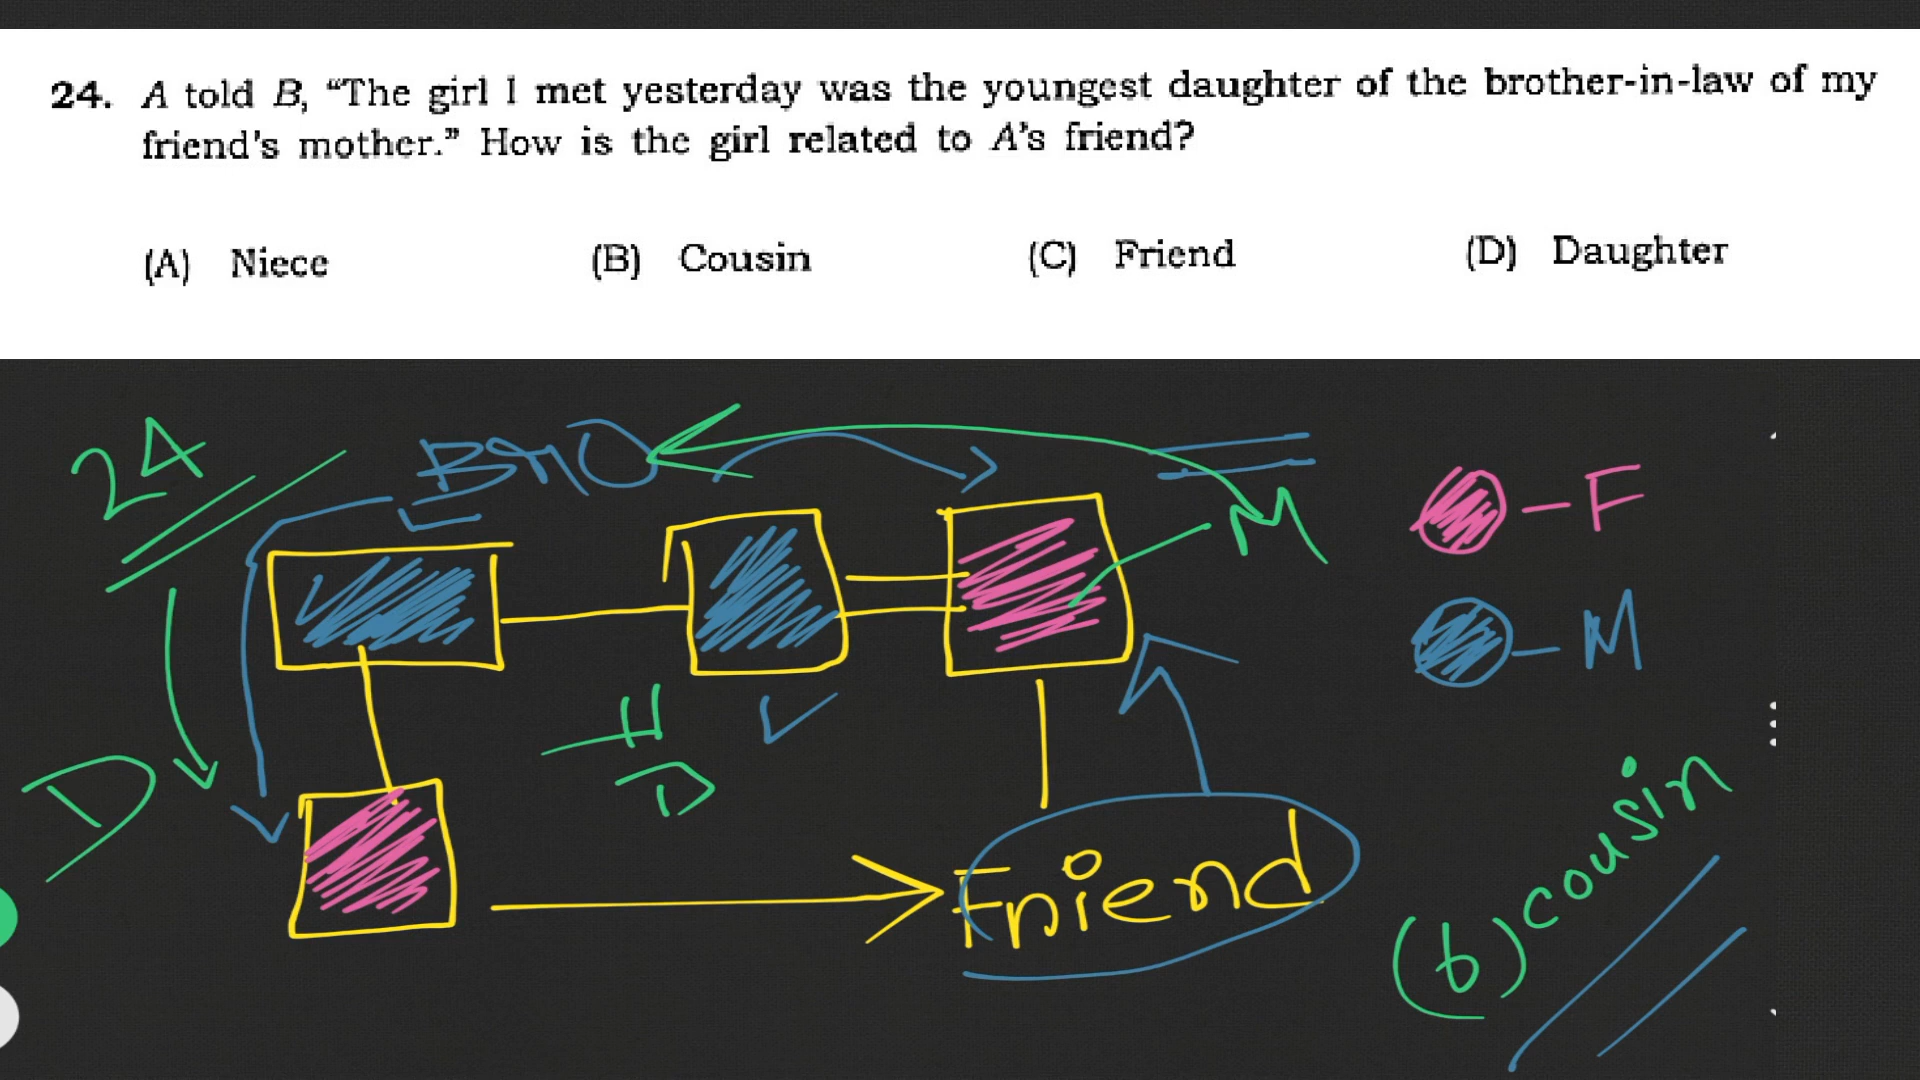 24. A told B, “The girl I met yesterday was the youngest daughter of the brother-in-law of my
friend's mother.” How is the girl related to A's friend?
(A) Niece (B) Cousin (C) Friend (D) Daughter
24
M
F
M
H
D
D
Friend
(b) cousin